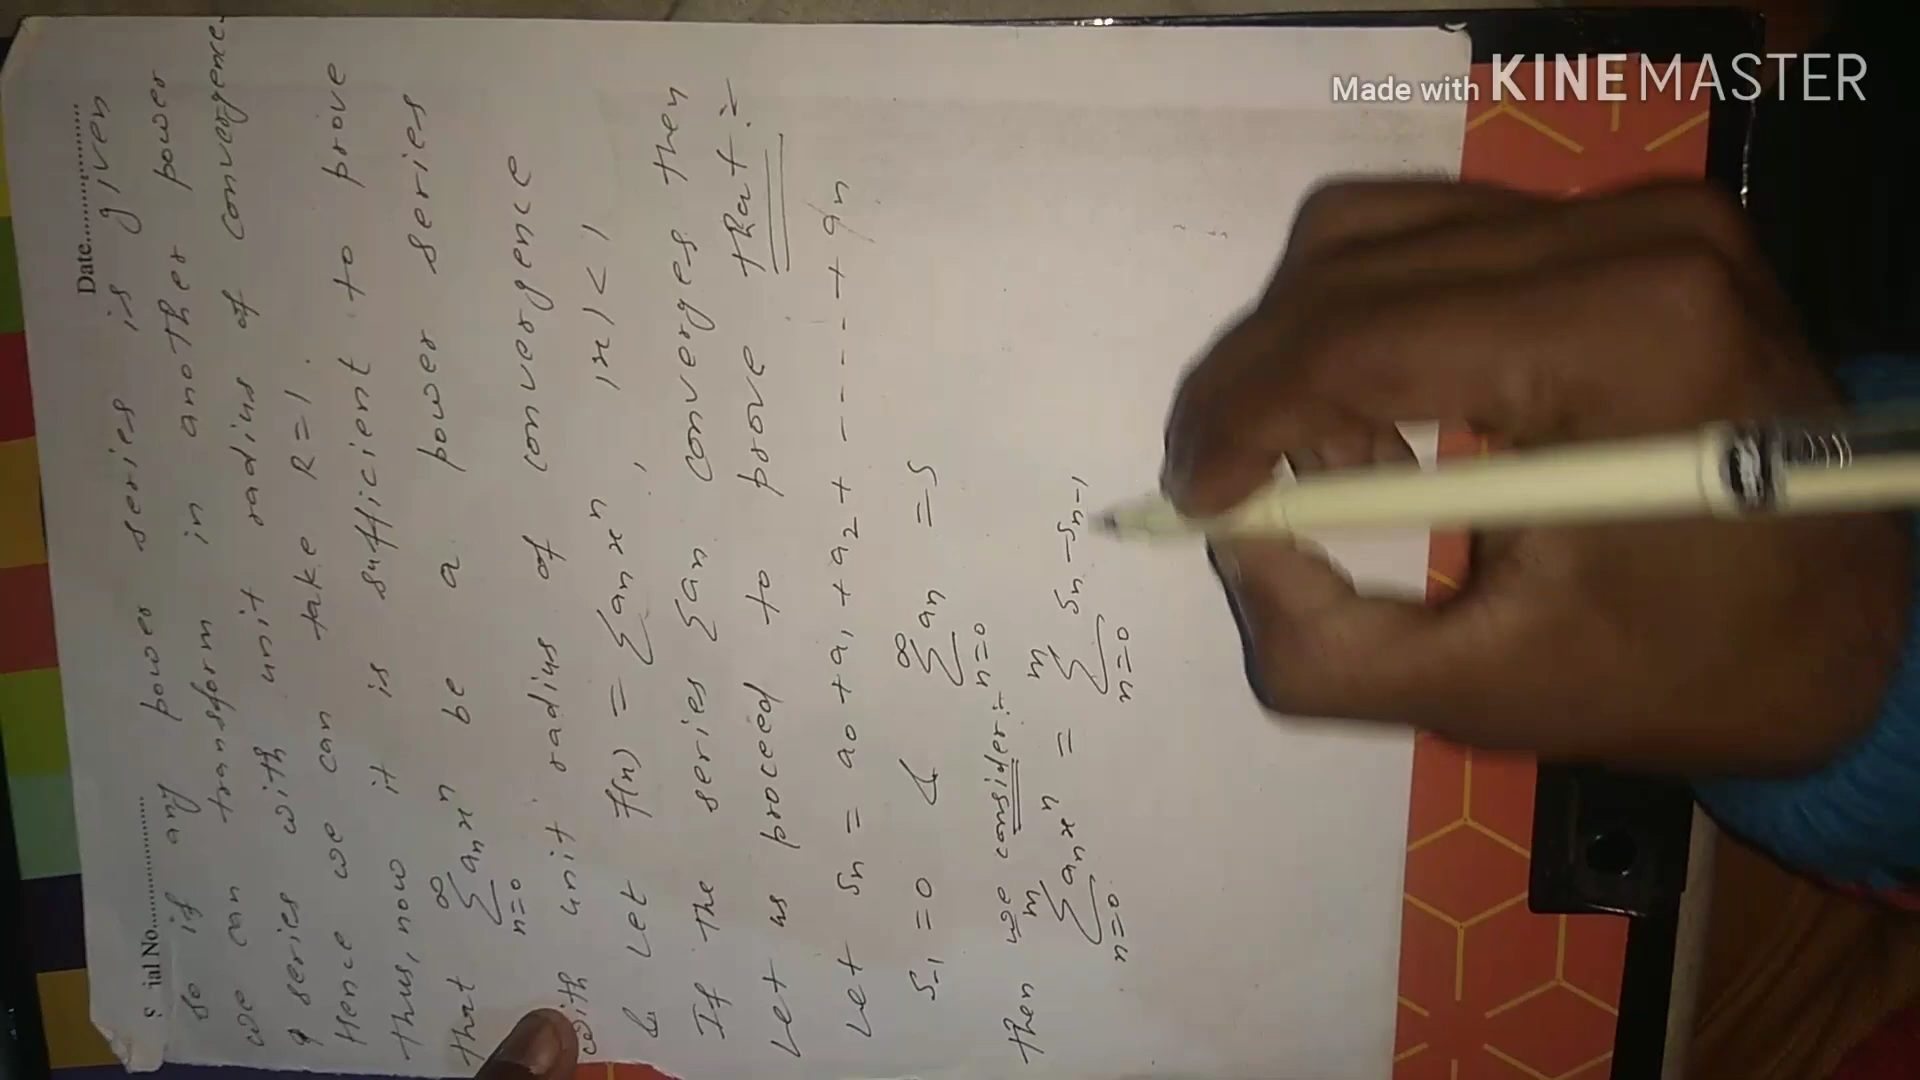 Made with KINEMASTER
Date....................
ial No....................
so if any power series is given
we can transform in another power
series with unit radius of convergence.
Hence we can take R=1.
thus, now it is sufficient to prove
that ∞∑n=0 aₙxⁿ be a power series
with unit radius of convergence
& Let f(x) = ∑aₙxⁿ, |x|<1
If the series ∑aₙ converges then
Let us proceed to prove that :-
Let Sₙ = a₀ + a₁ + a₂ + ----- + aₙ
S₋₁ = 0 & ∞∑n=0 aₙ = S
then we consider :-
m∑n=0 aₙxⁿ = m∑n=0 Sₙ - Sₙ₋₁